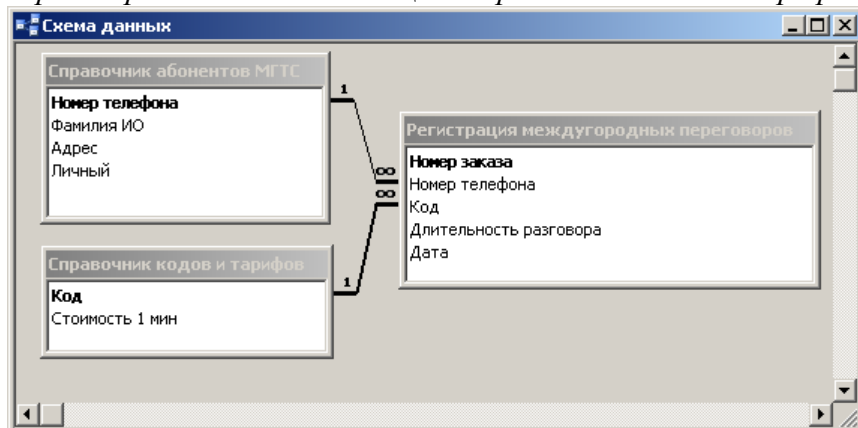 Схема данных
Справочник абонентов МГТС
Номер телефона
Фамилия ИО
Адрес
Личный
1
∞
∞
1
Регистрация междугородных переговоров
Номер заказа
Номер телефона
Код
Длительность разговора
Дата
Справочник кодов и тарифов
Код
Стоимость 1 мин